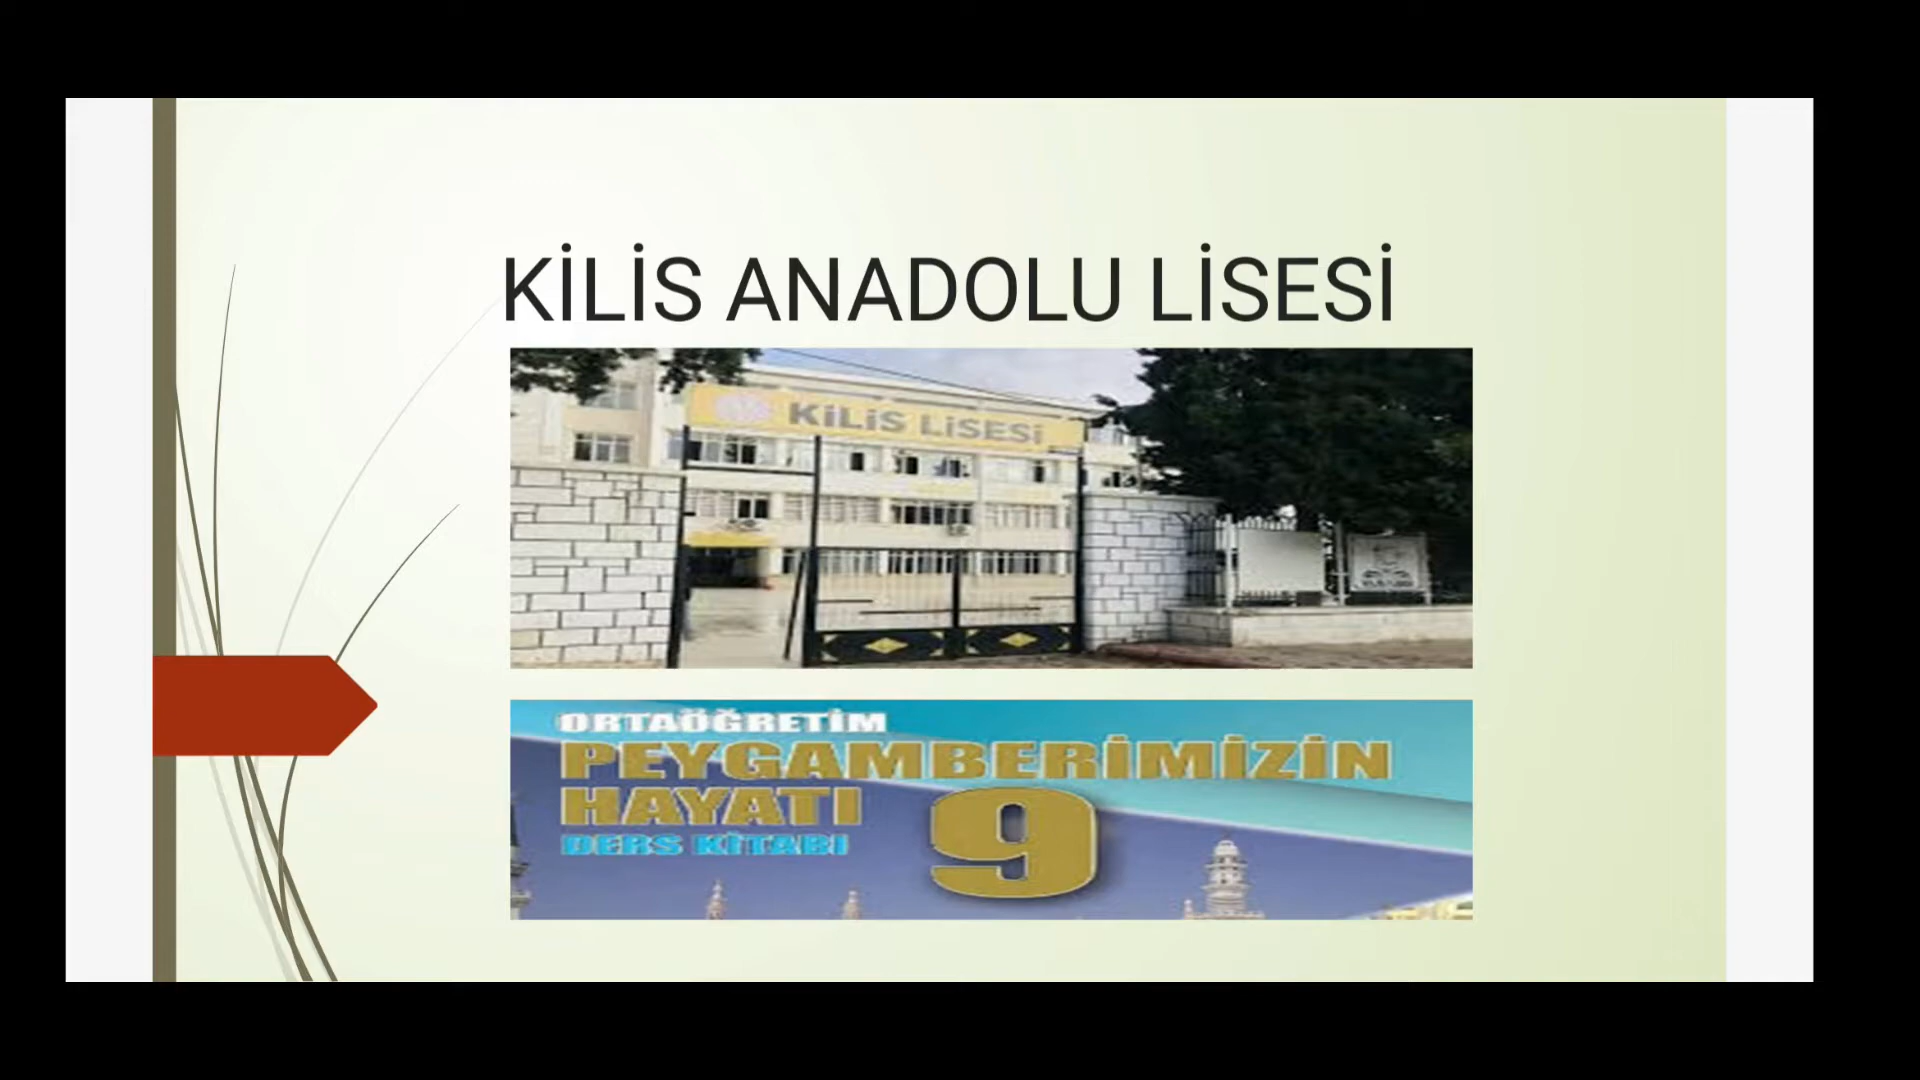 KİLİS ANADOLU LİSESİ
KİLİS LİSESİ
ORTAÖĞRETİM
PEYGAMBERİMİZİN
HAYATI
9
DERS KİTABI